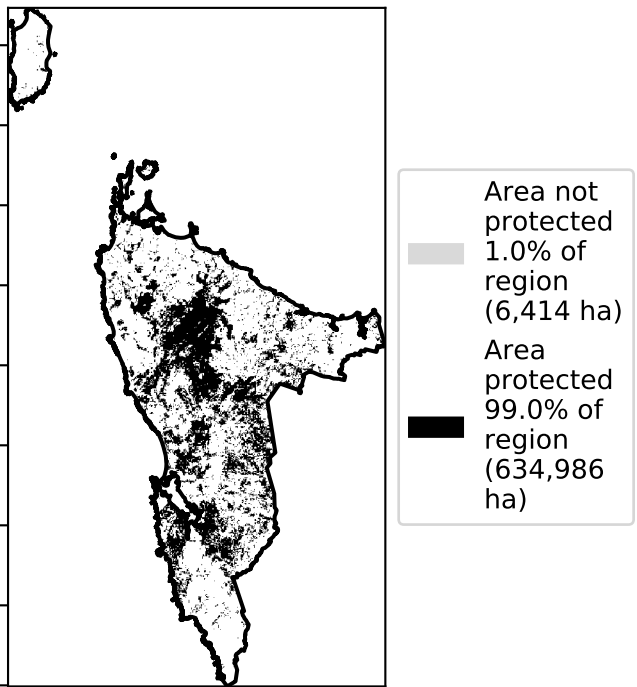 Area not
protected
1.0% of
region
(6,414 ha)
Area
protected
99.0% of
region
(634,986
ha)